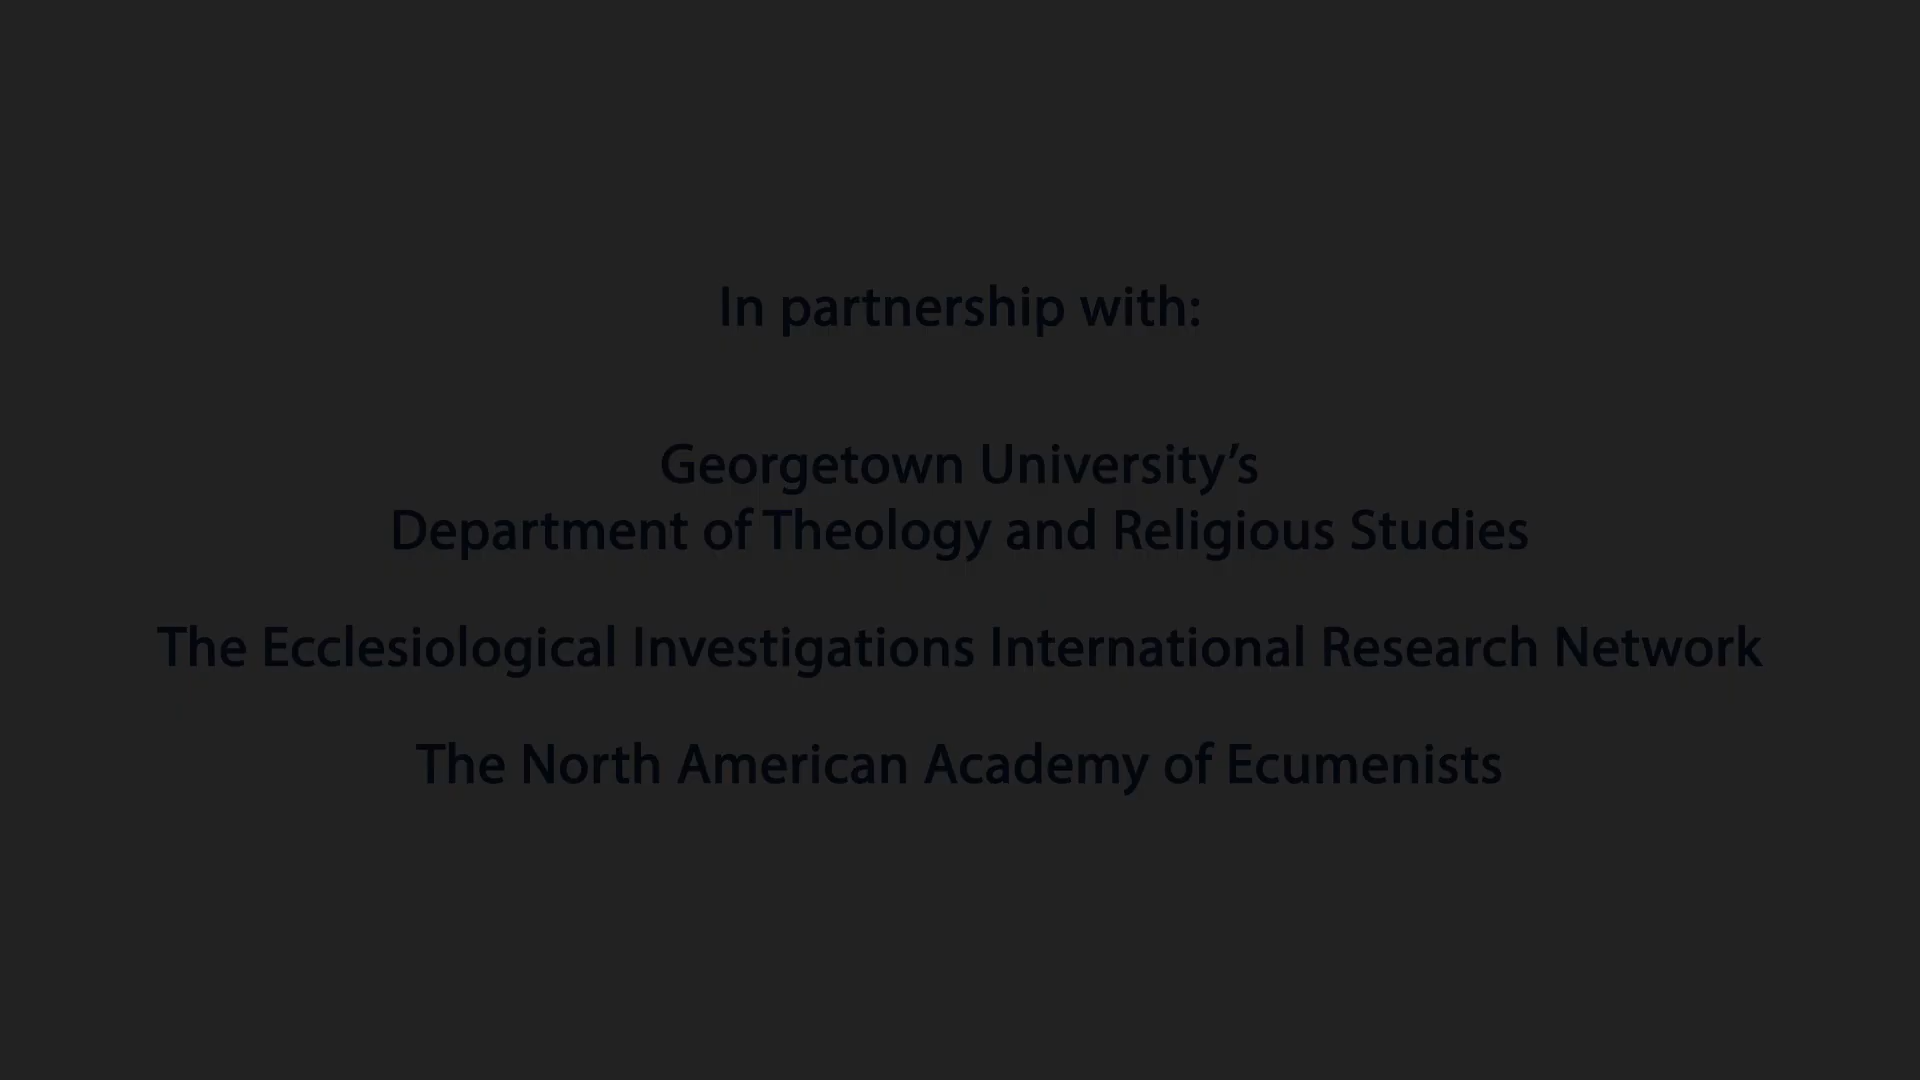 In partnership with:
Georgetown University’s
Department of Theology and Religious Studies
The Ecclesiological Investigations International Research Network
The North American Academy of Ecumenists